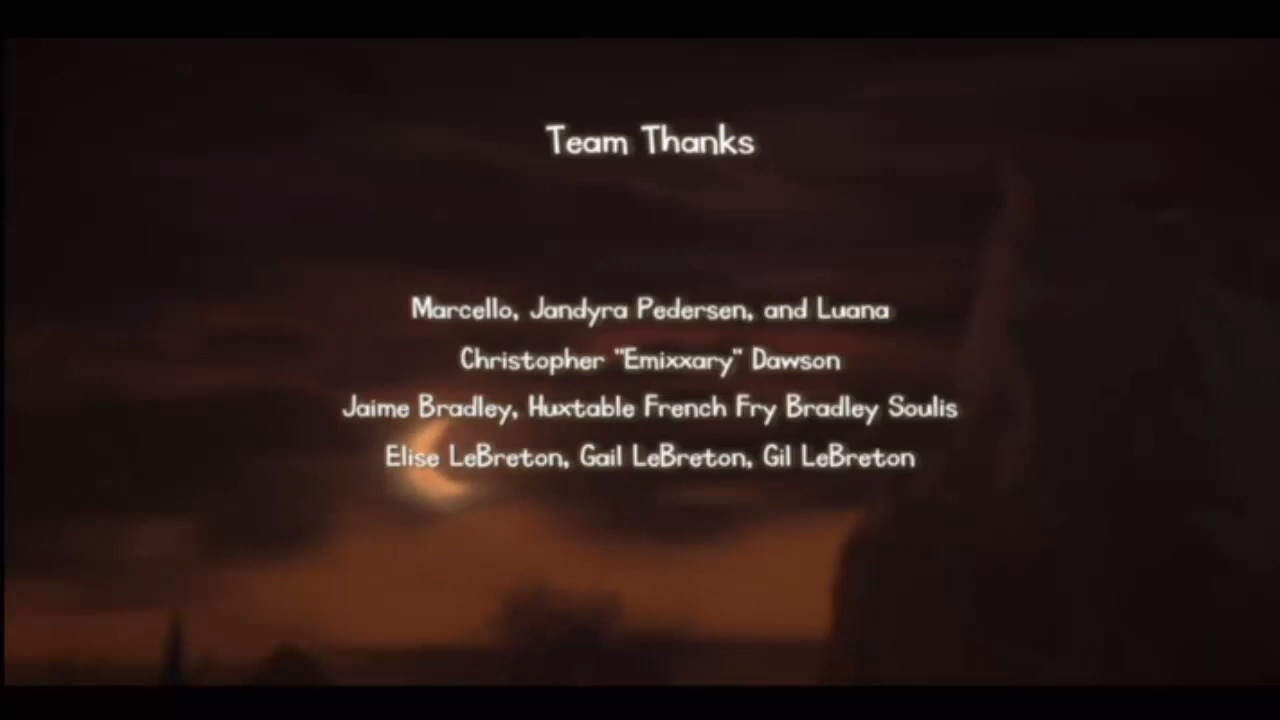 Team Thanks
Marcello, Jandyra Pedersen, and Luana
Christopher "Emixxary" Dawson
Jaime Bradley, Huxtable French Fry Bradley Soulis
Elise LeBreton, Gail LeBreton, Gil LeBreton